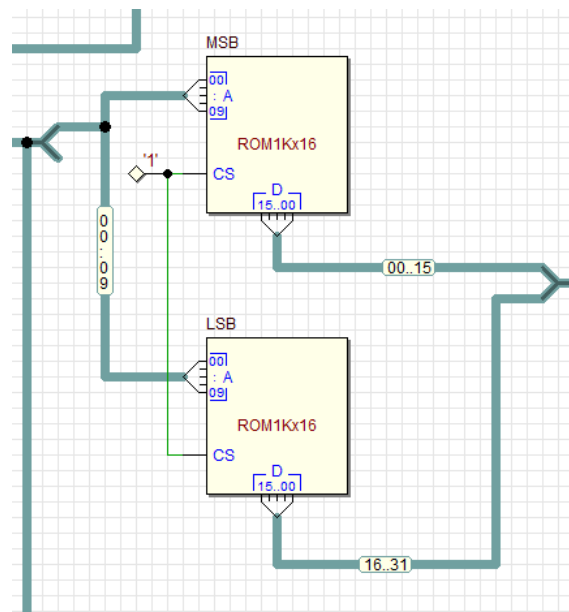 MSB
00
: A
09
ROM1Kx16
'1'
CS
D
15..00
00..09
00..15
LSB
00
: A
09
ROM1Kx16
CS
D
15..00
16..31